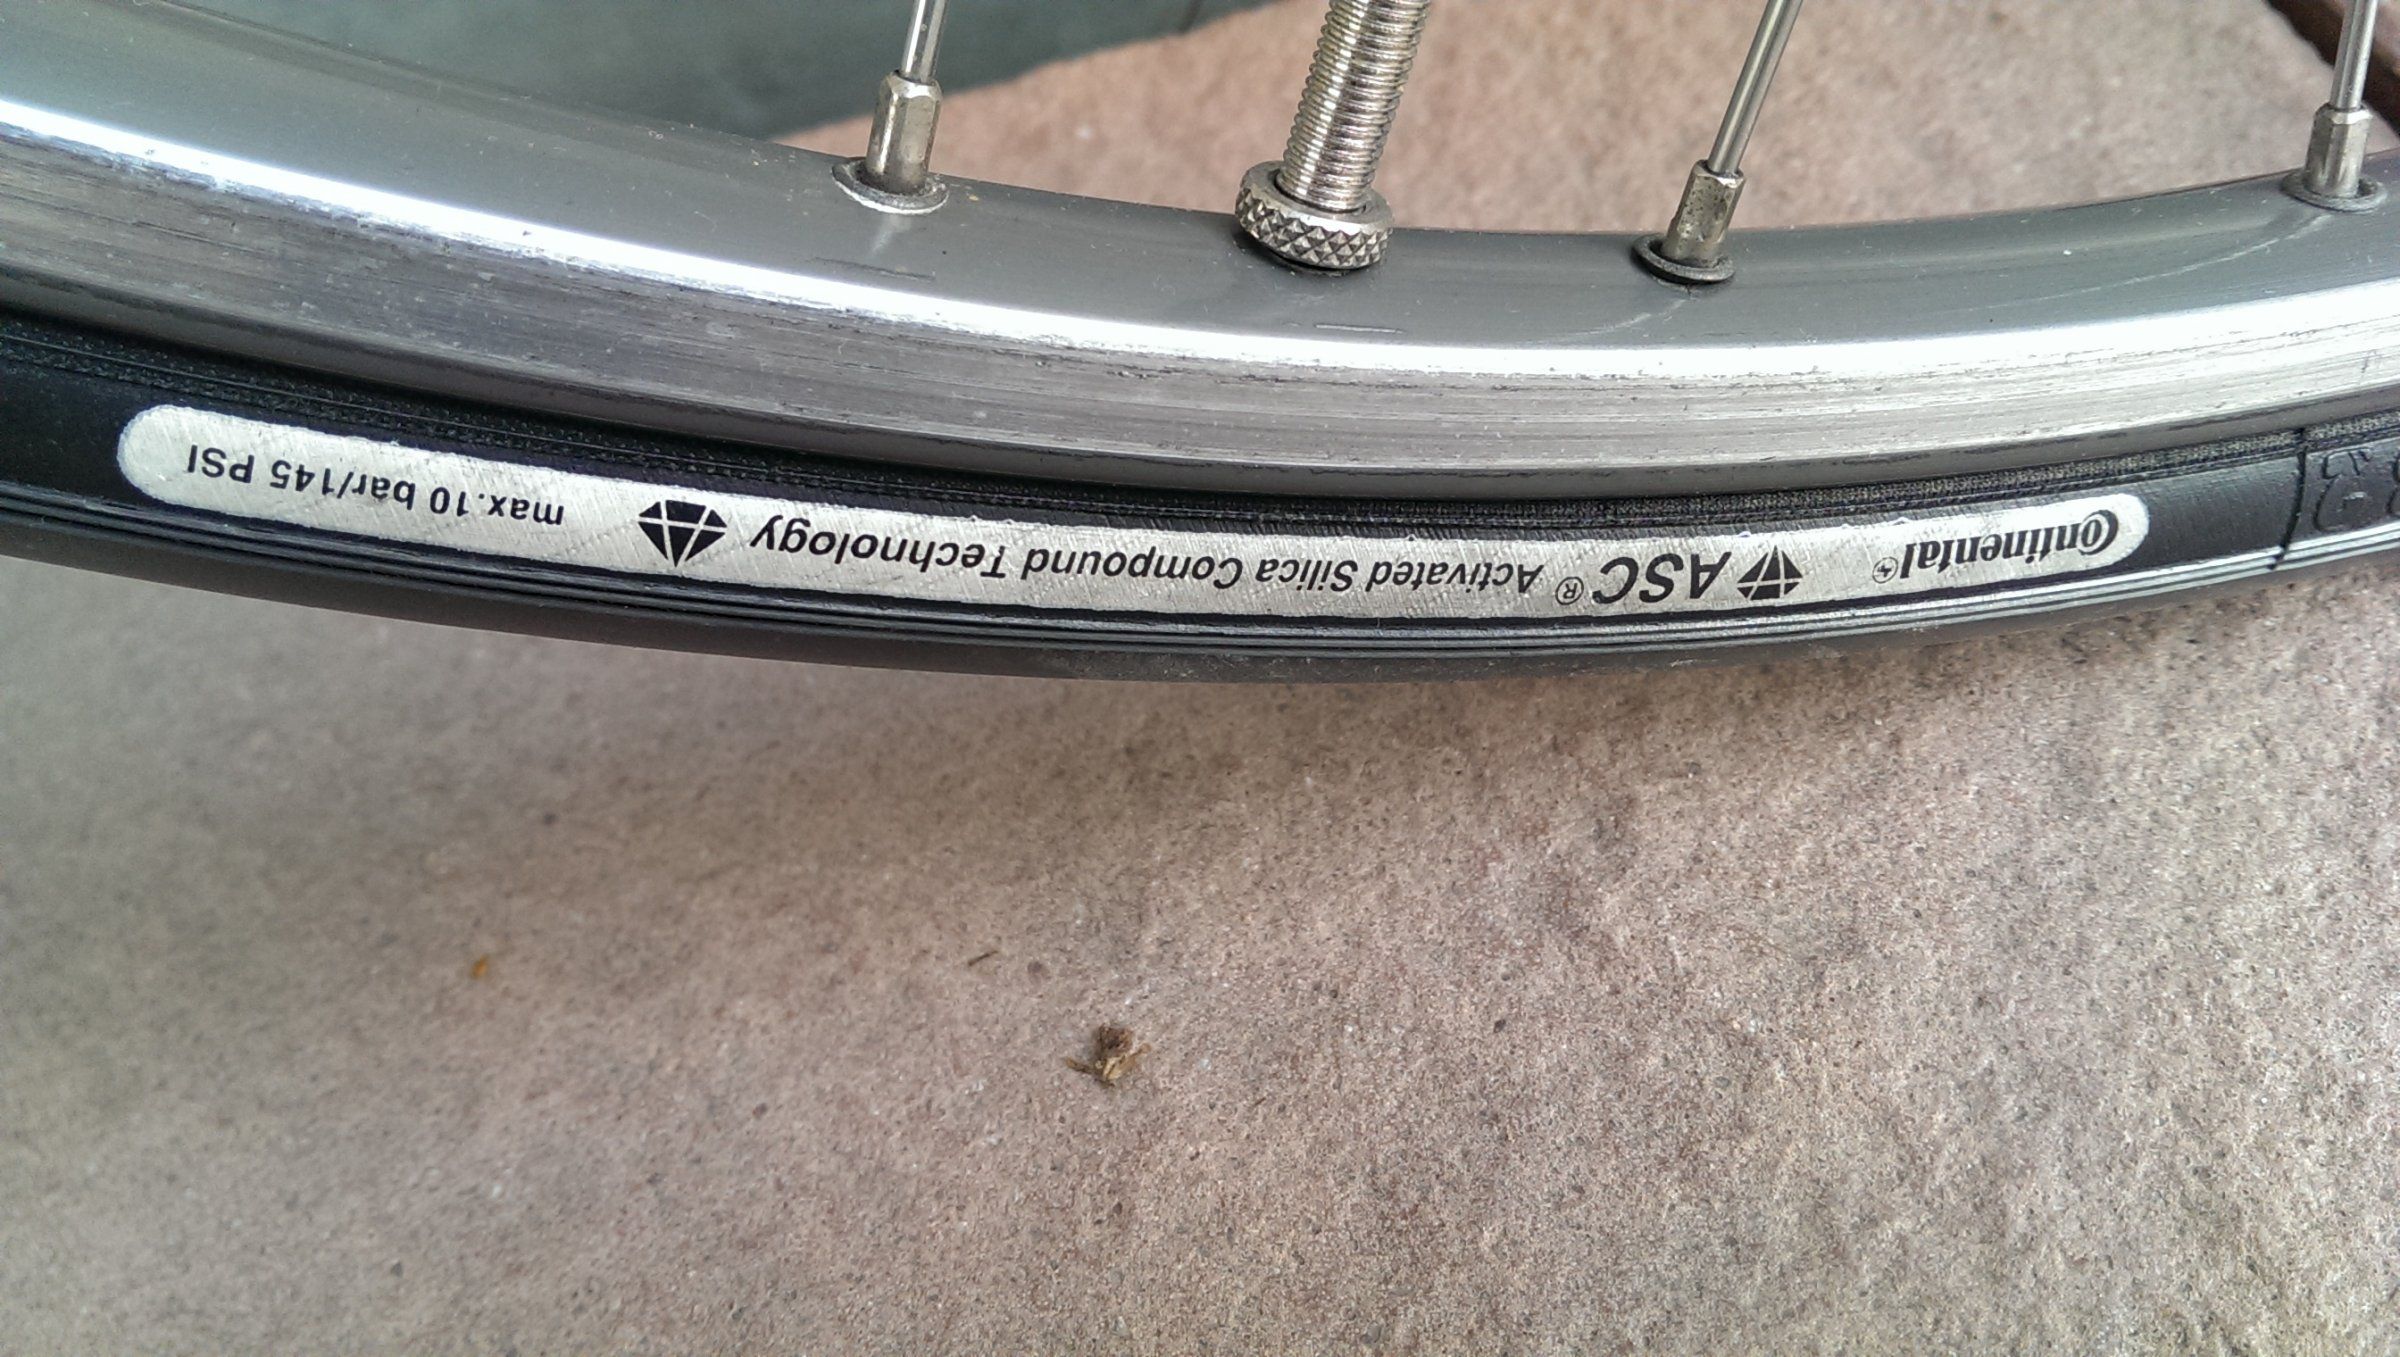 Continental ASC® Activated Silica Compound Technology max.10 bar/145 PSI